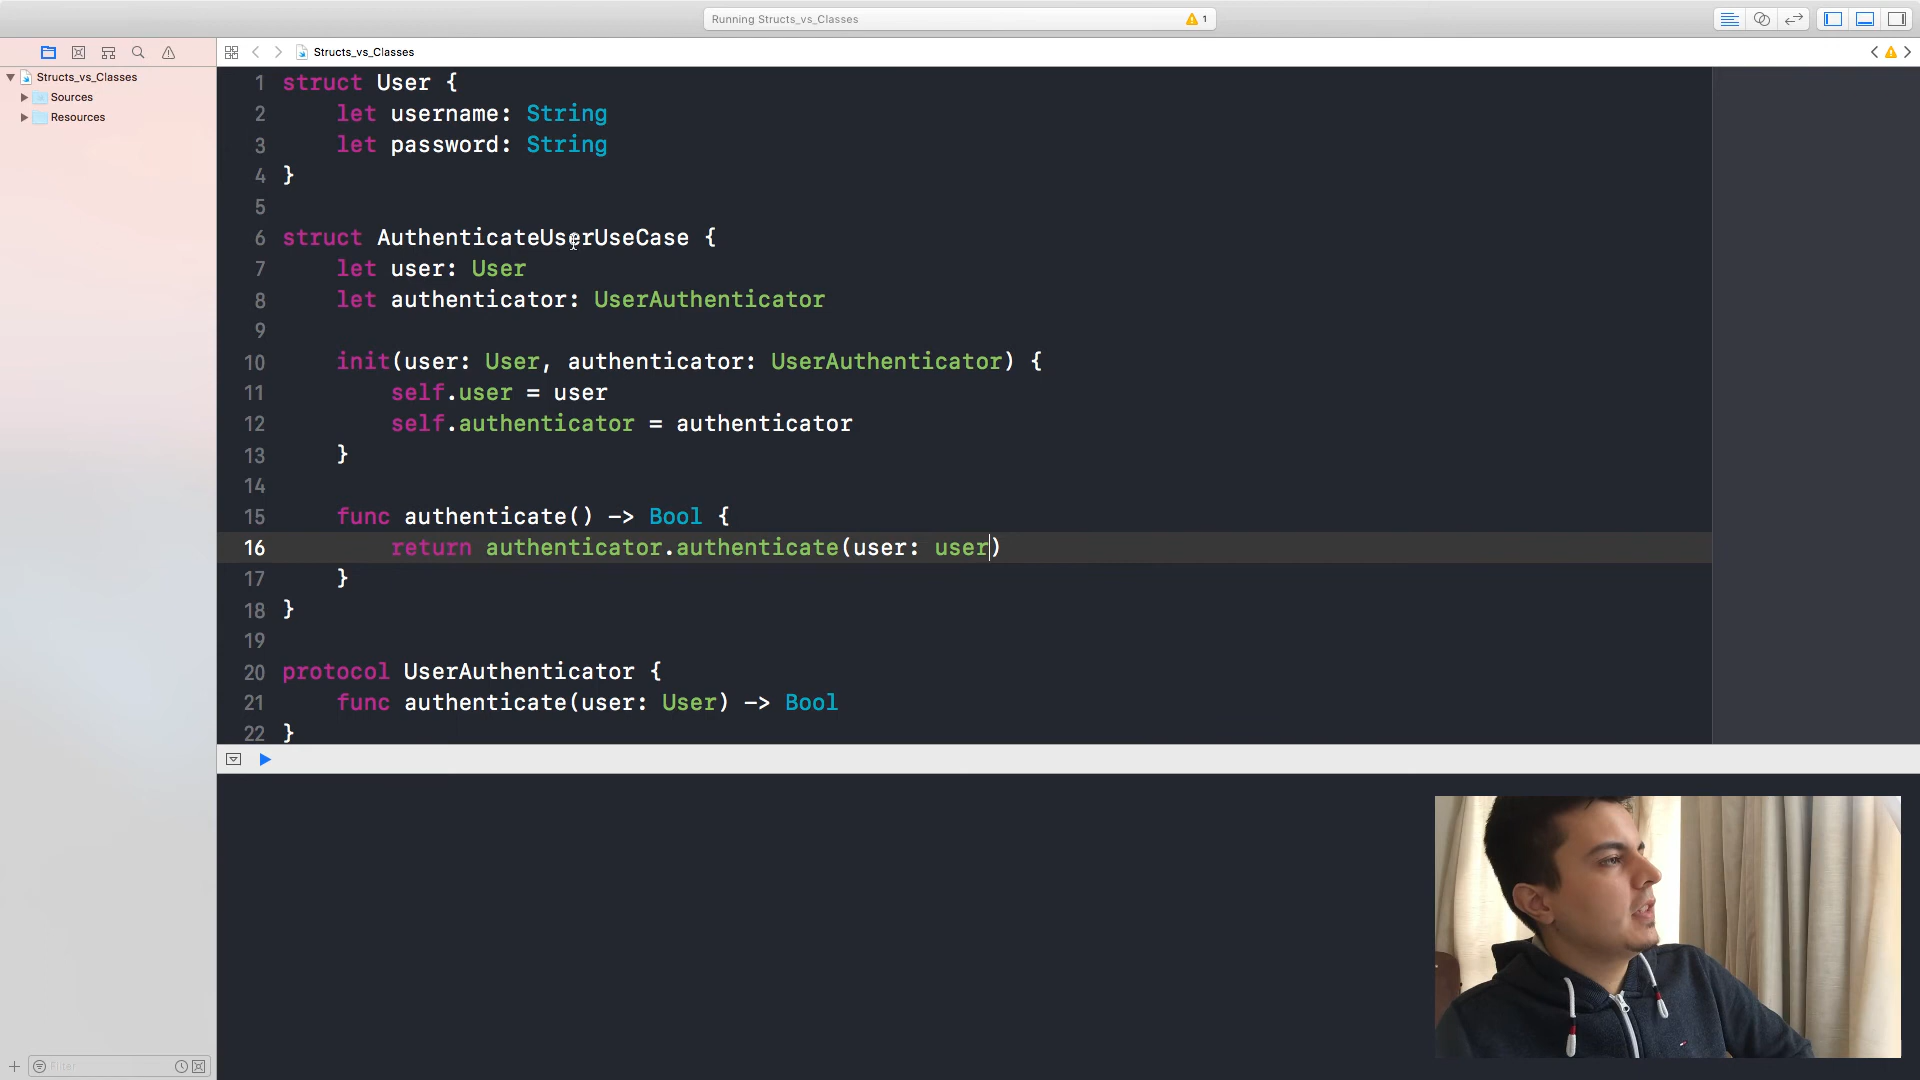 Running Structs_vs_Classes
1
Structs_vs_Classes
Structs_vs_Classes
Sources
Resources
1 struct User {
2 let username: String
3 let password: String
4 }
5
6 struct AuthenticateUserUseCase {
7 let user: User
8 let authenticator: UserAuthenticator
9
10 init(user: User, authenticator: UserAuthenticator) {
11 self.user = user
12 self.authenticator = authenticator
13 }
14
15 func authenticate() -> Bool {
16 return authenticator.authenticate(user: user)
17 }
18 }
19
20 protocol UserAuthenticator {
21 func authenticate(user: User) -> Bool
22 }
Filter